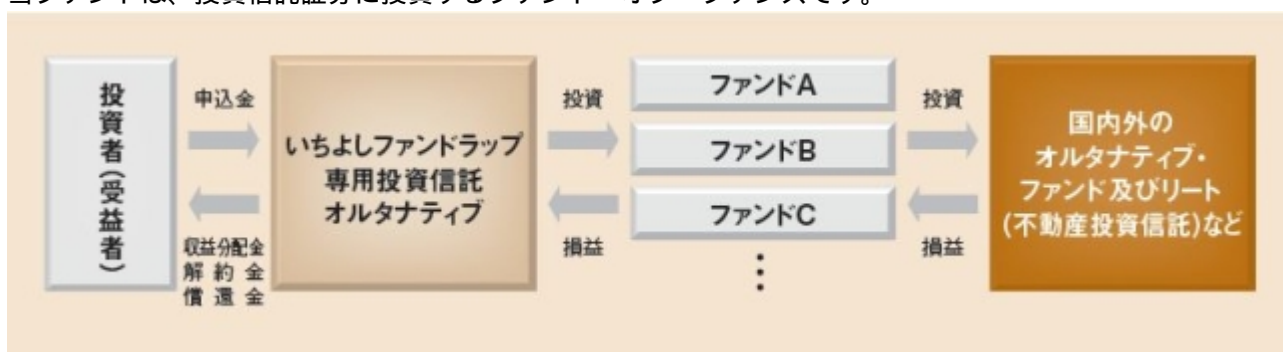 当ファンドは、投資信託証券に投資するファンド・オブ・ファンズです。
投資者（受益者）
申込金
収益分配金
解約金
償還金
いちよしファンドラップ
専用投資信託
オルタナティブ
投資
損益
ファンドA
ファンドB
ファンドC
⋮
投資
損益
国内外の
オルタナティブ・
ファンド及びリート
(不動産投資信託)など